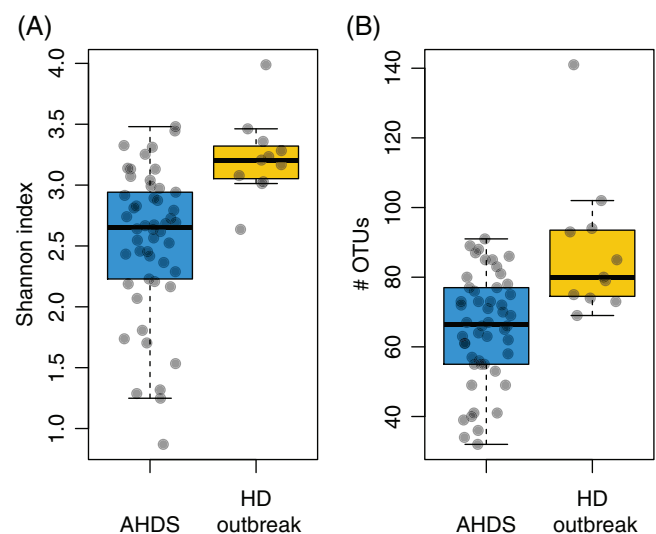 (A)
(B)
Shannon index
4.0
3.5
3.0
2.5
2.0
1.5
1.0
AHDS
HD
outbreak
# OTUs
140
120
100
80
60
40
AHDS
HD
outbreak